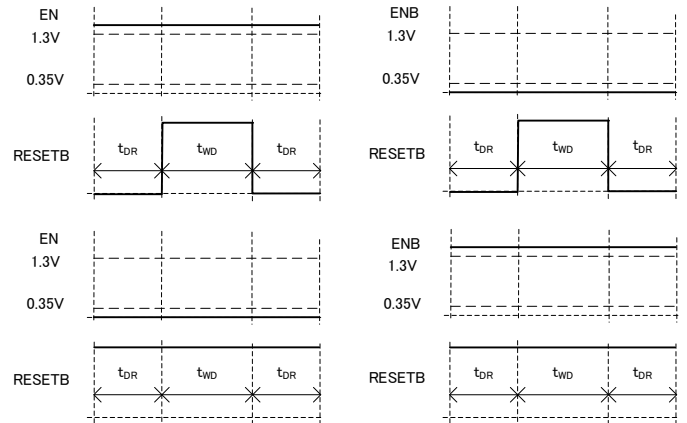 EN
1.3V
0.35V
RESETB
tDR
tWD
tDR
ENB
1.3V
0.35V
RESETB
tDR
tWD
tDR
EN
1.3V
0.35V
RESETB
tDR
tWD
tDR
ENB
1.3V
0.35V
RESETB
tDR
tWD
tDR